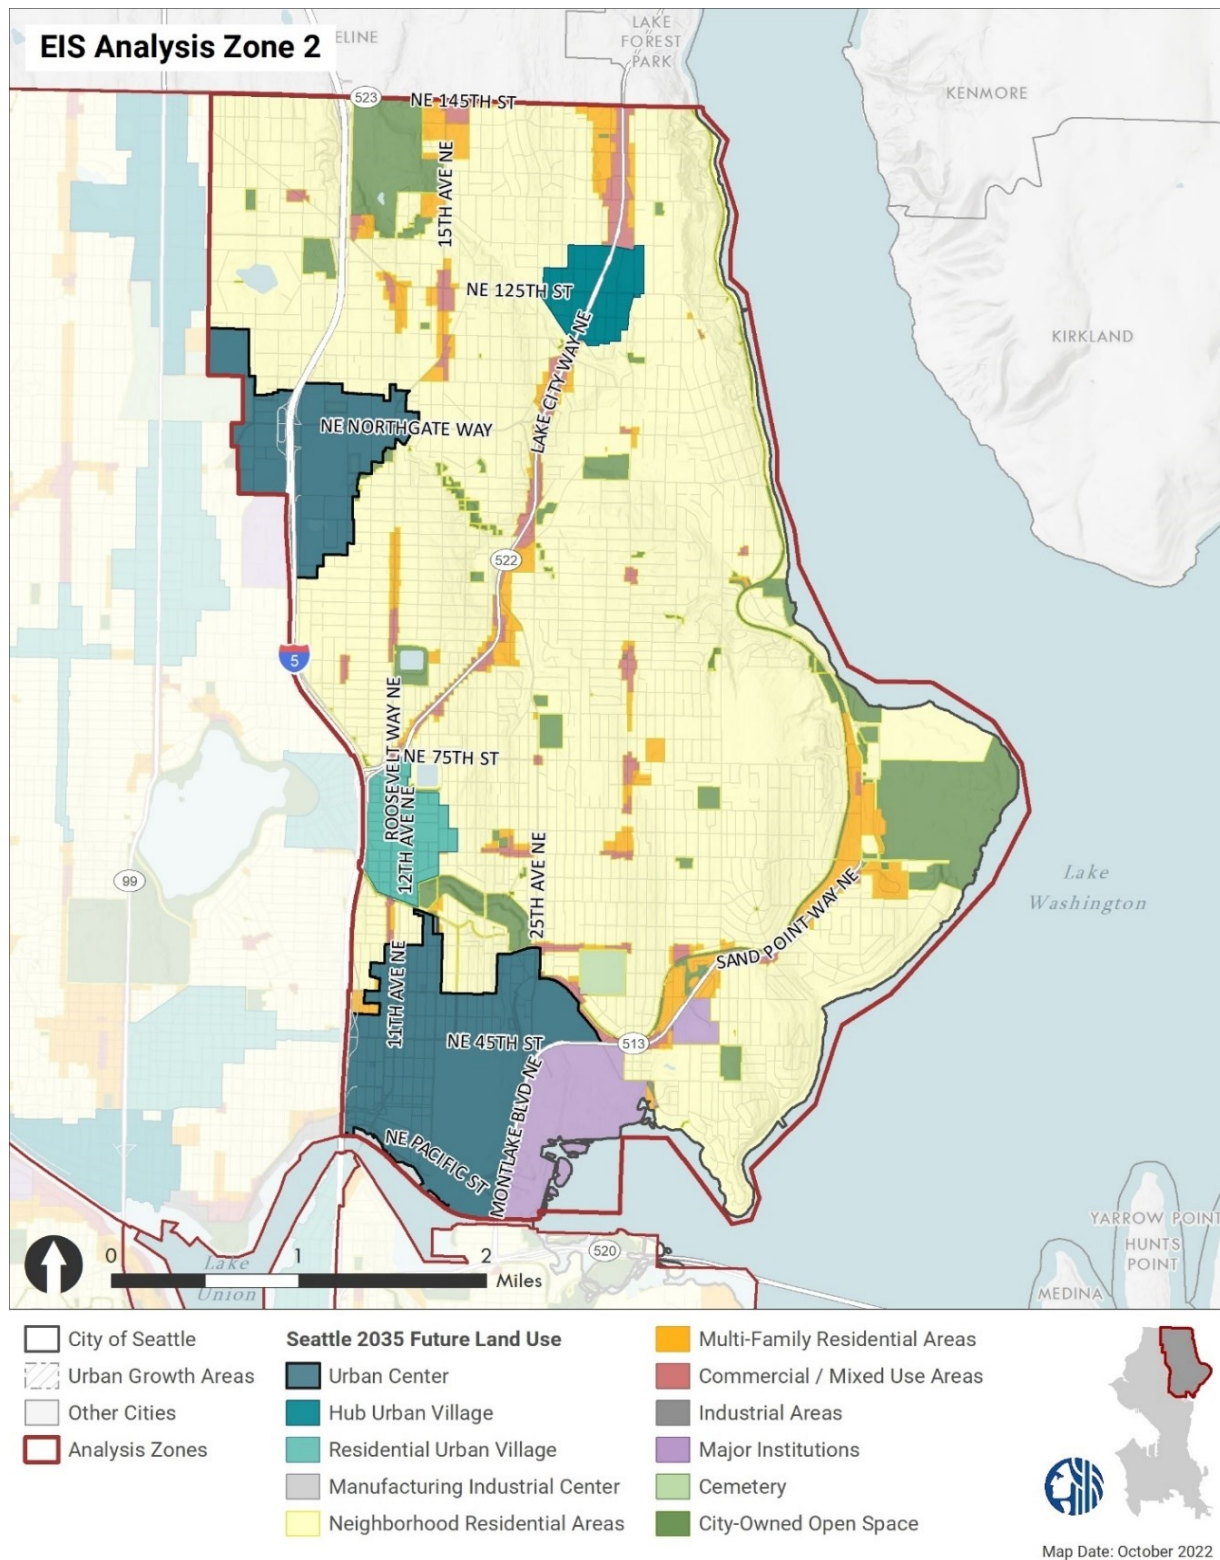 EIS Analysis Zone 2
ELINE
LAKE
FOREST
PARK
KENMORE
523
NE 145TH ST
15TH AVE NE
NE 125TH ST
KIRKLAND
LAKE CITY WAY NE
NE NORTHGATE WAY
522
5
ROOSEVELT WAY NE
NE 75TH ST
12TH AVE NE
99
25TH AVE NE
Lake
Washington
SAND POINT WAY NE
11TH AVE NE
NE 45TH ST
513
MONTLAKE BLVD NE
NE PACIFIC ST
YARROW POINT
HUNTS
POINT
MEDINA
520
Lake
Union
0 1 2
Miles
City of Seattle
Urban Growth Areas
Other Cities
Analysis Zones
Seattle 2035 Future Land Use
Urban Center
Hub Urban Village
Residential Urban Village
Manufacturing Industrial Center
Neighborhood Residential Areas
Multi-Family Residential Areas
Commercial / Mixed Use Areas
Industrial Areas
Major Institutions
Cemetery
City-Owned Open Space
Map Date: October 2022